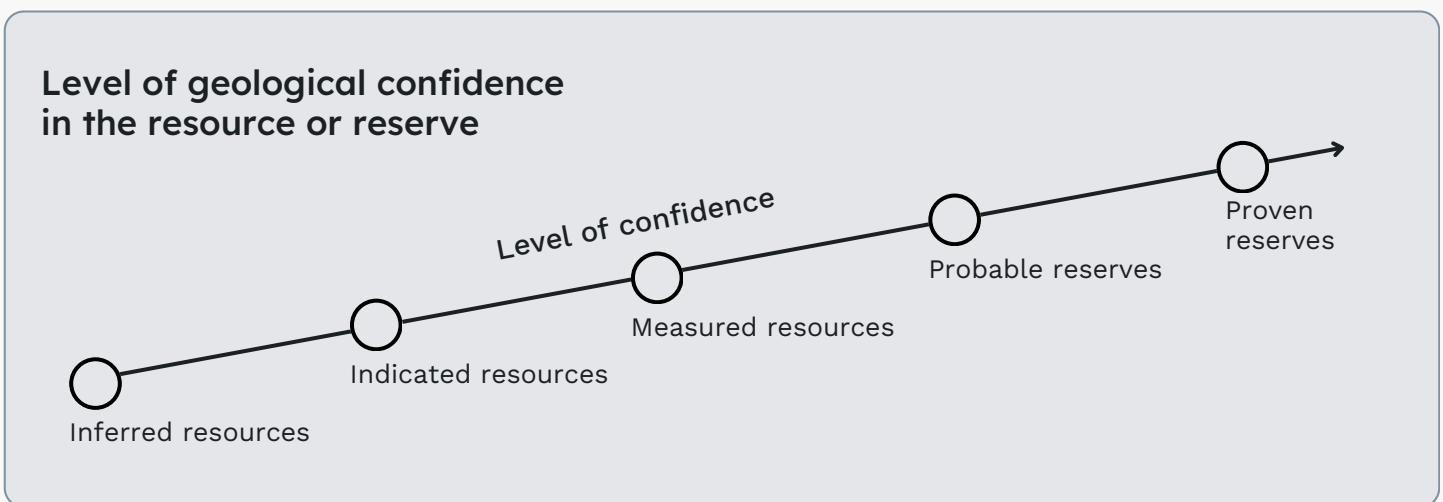 Level of geological confidence
in the resource or reserve
Level of confidence
Proven
reserves
Probable reserves
Measured resources
Indicated resources
Inferred resources